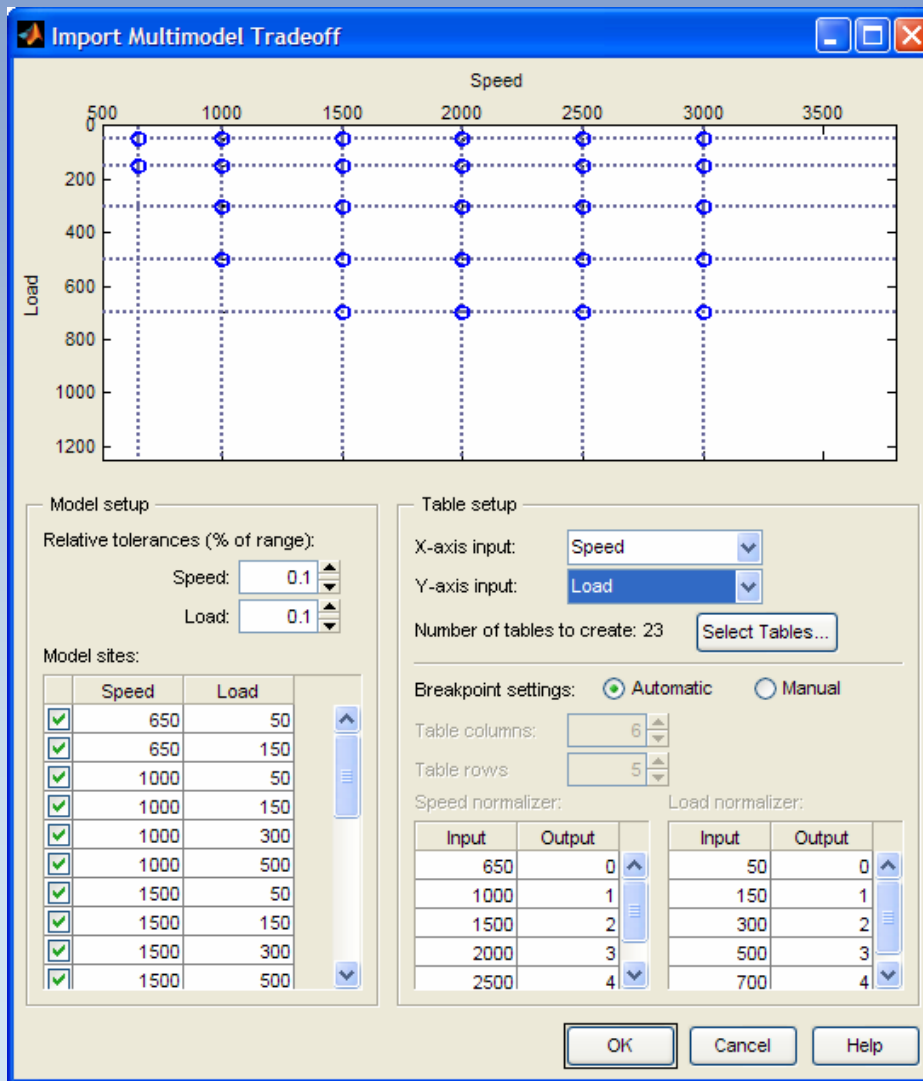 Import Multimodel Tradeoff
Speed
500 1000 1500 2000 2500 3000 3500
0
200
400
600
800
1000
1200
Load
Model setup
Relative tolerances (% of range):
Speed: 0.1
Load: 0.1
Model sites:
Speed Load
650 50
650 150
1000 50
1000 150
1000 300
1000 500
1500 50
1500 150
1500 300
1500 500
Table setup
X-axis input: Speed
Y-axis input: Load
Number of tables to create: 23 Select Tables...
Breakpoint settings: Automatic Manual
Table columns: 6
Table rows 5
Speed normalizer:
Input Output
650 0
1000 1
1500 2
2000 3
2500 4
Load normalizer:
Input Output
50 0
150 1
300 2
500 3
700 4
OK Cancel Help